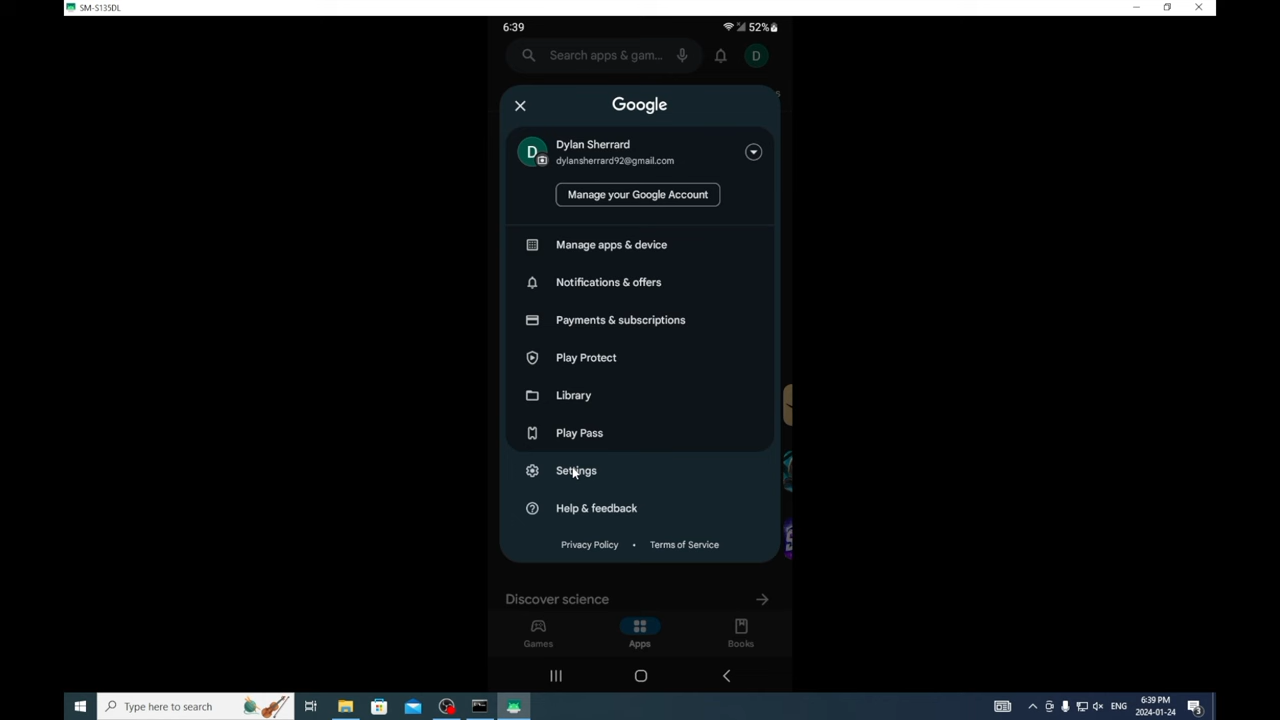 SM-S135DL
6:39
52%
Search apps & gam...
D
Google
D
Dylan Sherrard
dylansherrard92@gmail.com
Manage your Google Account
Manage apps & device
Notifications & offers
Payments & subscriptions
Play Protect
Library
Play Pass
Settings
Help & feedback
Privacy Policy • Terms of Service
Discover science
Games
Apps
Books
Type here to search
ENG
6:39 PM
2024-01-24
3